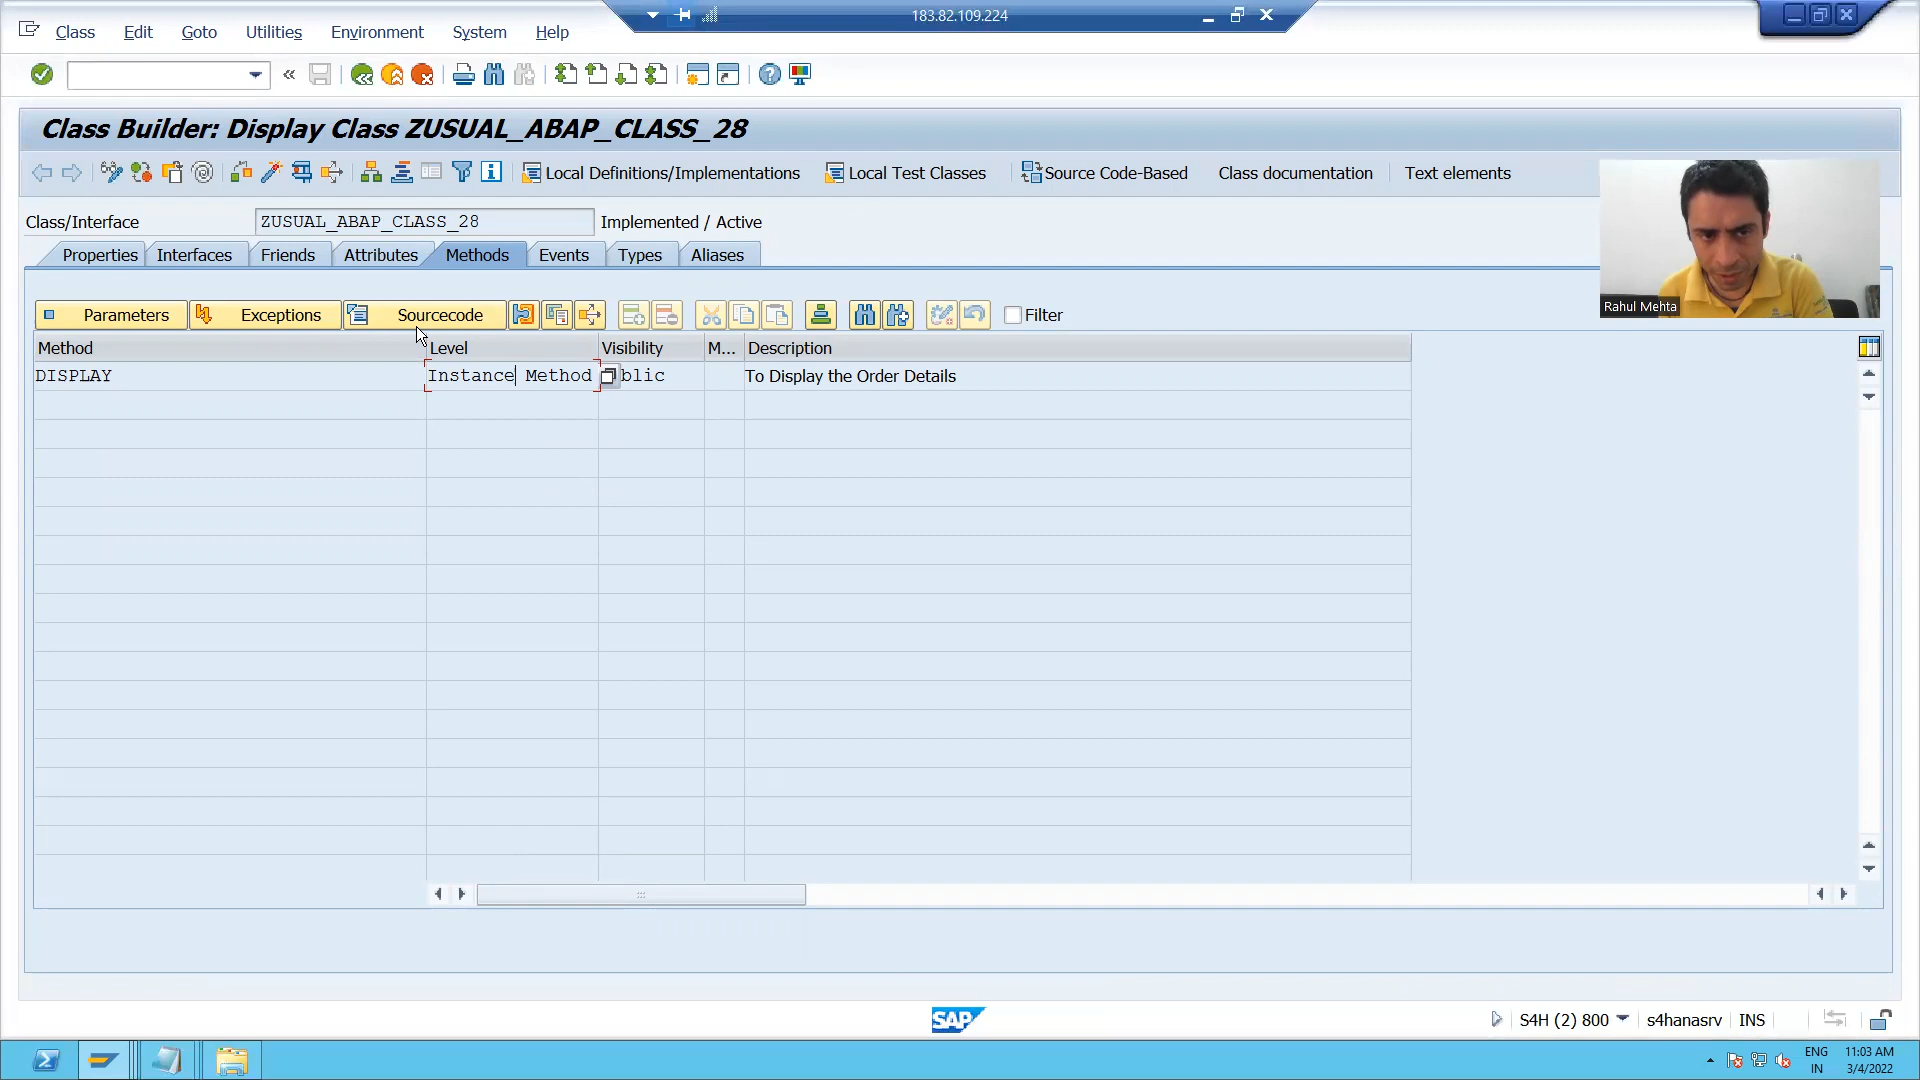 183.82.109.224
Class Edit Goto Utilities Environment System Help
Class Builder: Display Class ZUSUAL_ABAP_CLASS_28
Local Definitions/Implementations Local Test Classes Source Code-Based Class documentation Text elements
Class/Interface ZUSUAL_ABAP_CLASS_28 Implemented / Active
Properties Interfaces Friends Attributes Methods Events Types Aliases
Rahul Mehta
Parameters Exceptions Sourcecode Filter
Method Level Visibility M... Description
DISPLAY Instance Method blic To Display the Order Details
SAP
S4H (2) 800 s4hanasrv INS
ENG 11:03 AM
IN 3/4/2022